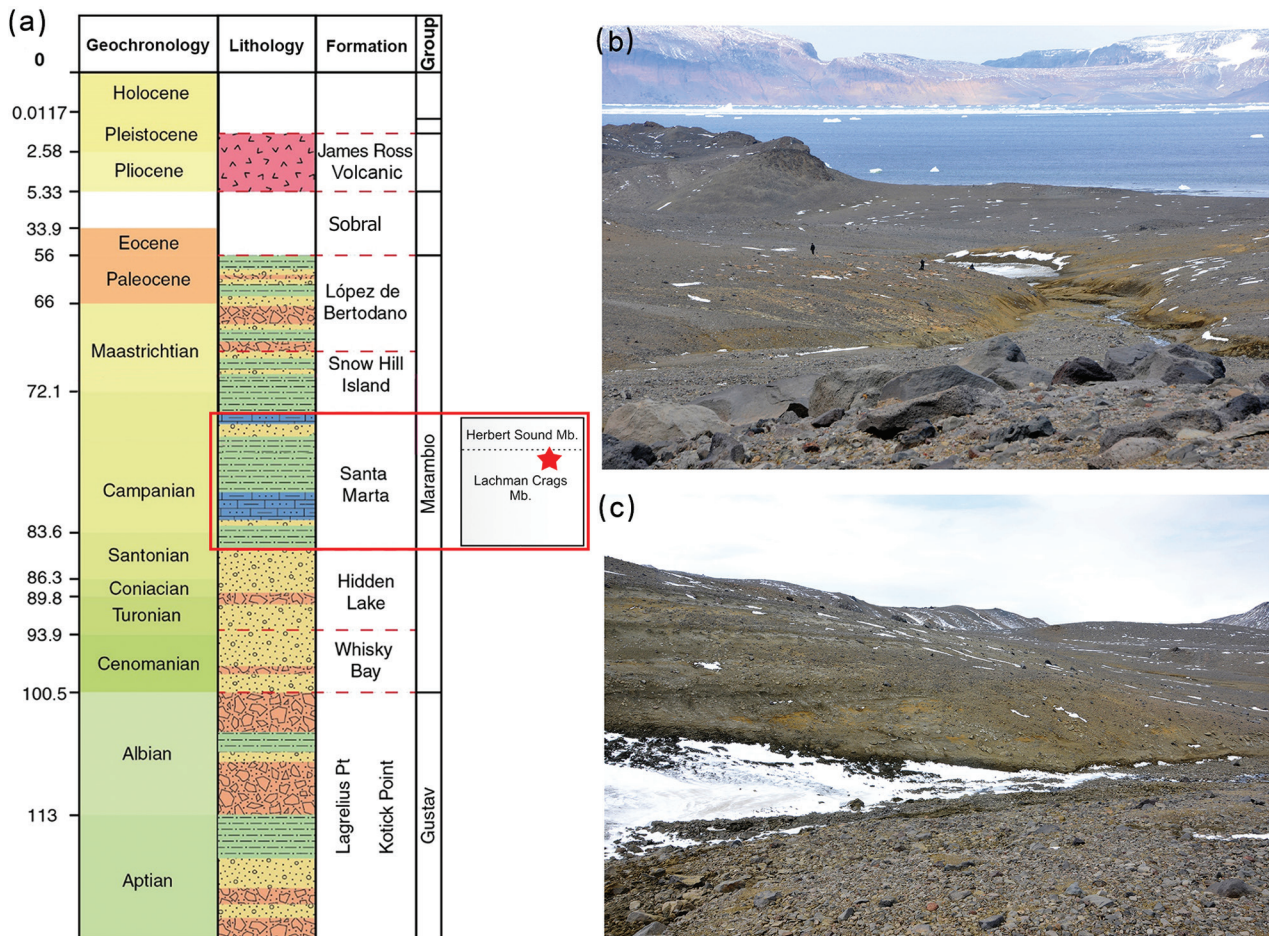 (a)
Geochronology
Lithology
Formation
Group
0
Holocene
0.0117
Pleistocene
2.58
Pliocene
5.33
33.9
Eocene
56
Paleocene
66
Maastrichtian
72.1
Campanian
83.6
Santonian
86.3
Coniacian
89.8
Turonian
93.9
Cenomanian
100.5
Albian
113
Aptian
James Ross
Volcanic
Sobral
López de
Bertodano
Snow Hill
Island
Santa
Marta
Hidden
Lake
Whisky
Bay
Lagrelius Pt
Kotick Point
Marambio
Gustav
Herbert Sound Mb.
Lachman Crags
Mb.
(b)
(c)